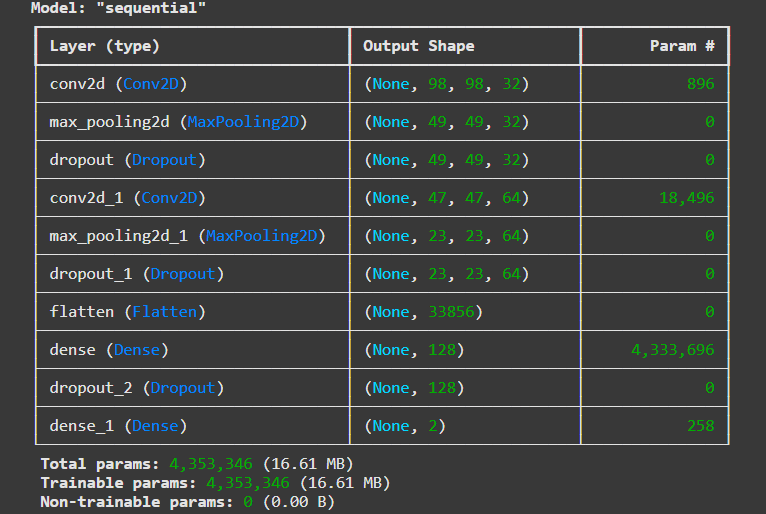 Model: "sequential"
Layer (type) Output Shape Param #
conv2d (Conv2D) (None, 98, 98, 32) 896
max_pooling2d (MaxPooling2D) (None, 49, 49, 32) 0
dropout (Dropout) (None, 49, 49, 32) 0
conv2d_1 (Conv2D) (None, 47, 47, 64) 18,496
max_pooling2d_1 (MaxPooling2D) (None, 23, 23, 64) 0
dropout_1 (Dropout) (None, 23, 23, 64) 0
flatten (Flatten) (None, 33856) 0
dense (Dense) (None, 128) 4,333,696
dropout_2 (Dropout) (None, 128) 0
dense_1 (Dense) (None, 2) 258
Total params: 4,353,346 (16.61 MB)
Trainable params: 4,353,346 (16.61 MB)
Non-trainable params: 0 (0.00 B)